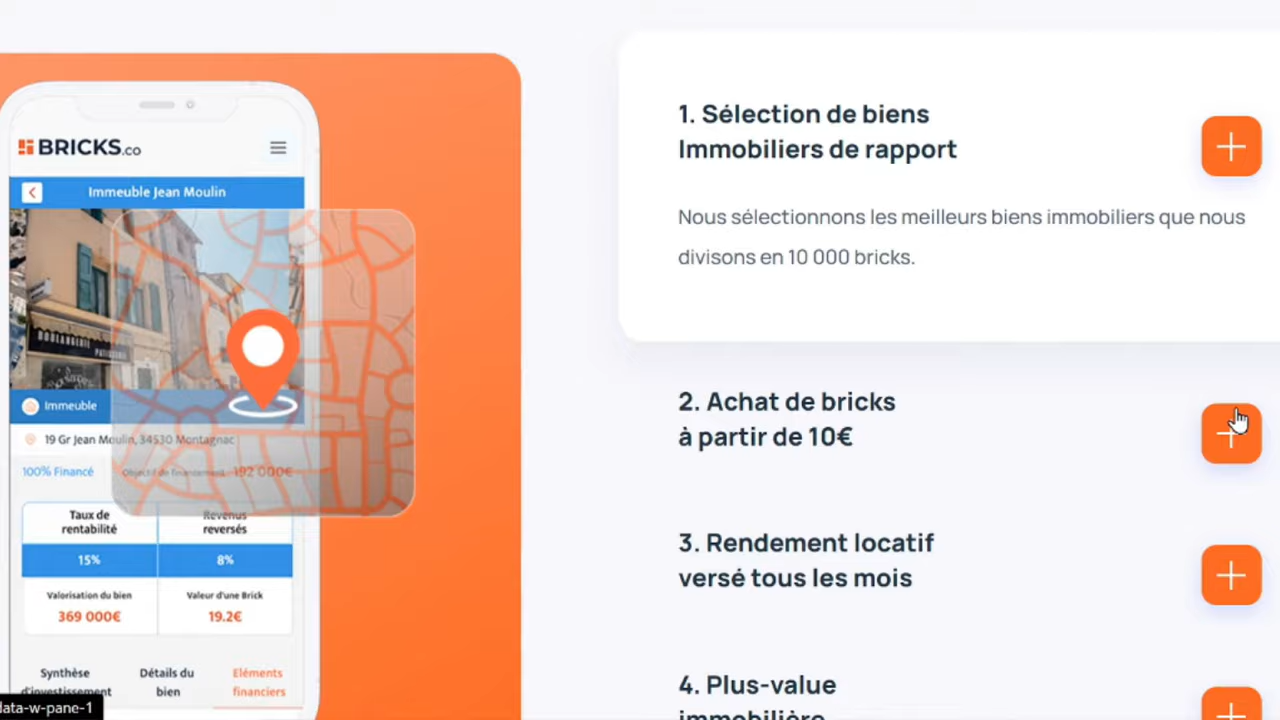 BRICKS.co
Immeuble Jean Moulin
BOULANGERIE PATISSERIE
Immeuble
19 Gr Jean Moulin, 34530 Montagnac
100% Financé
Objectif de financement : 192 000€
Taux de rentabilité
Revenus reversés
15%
8%
Valorisation du bien
Valeur d'une Brick
369 000€
19.2€
Synthèse d'investissement
Détails du bien
Eléments financiers
data-w-pane-1
1. Sélection de biens
Immobiliers de rapport
Nous sélectionnons les meilleurs biens immobiliers que nous
divisons en 10 000 bricks.
2. Achat de bricks
à partir de 10€
3. Rendement locatif
versé tous les mois
4. Plus-value
immobilière